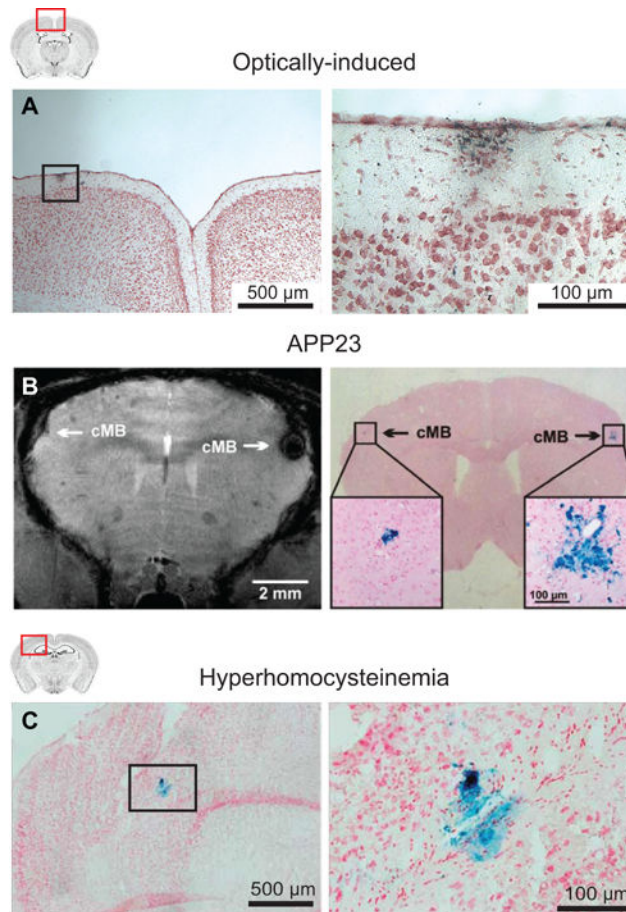 Optically-induced
A
500 µm
100 µm
APP23
B
cMB
cMB
2 mm
cMB
cMB
100 µm
Hyperhomocysteinemia
C
500 µm
100 µm